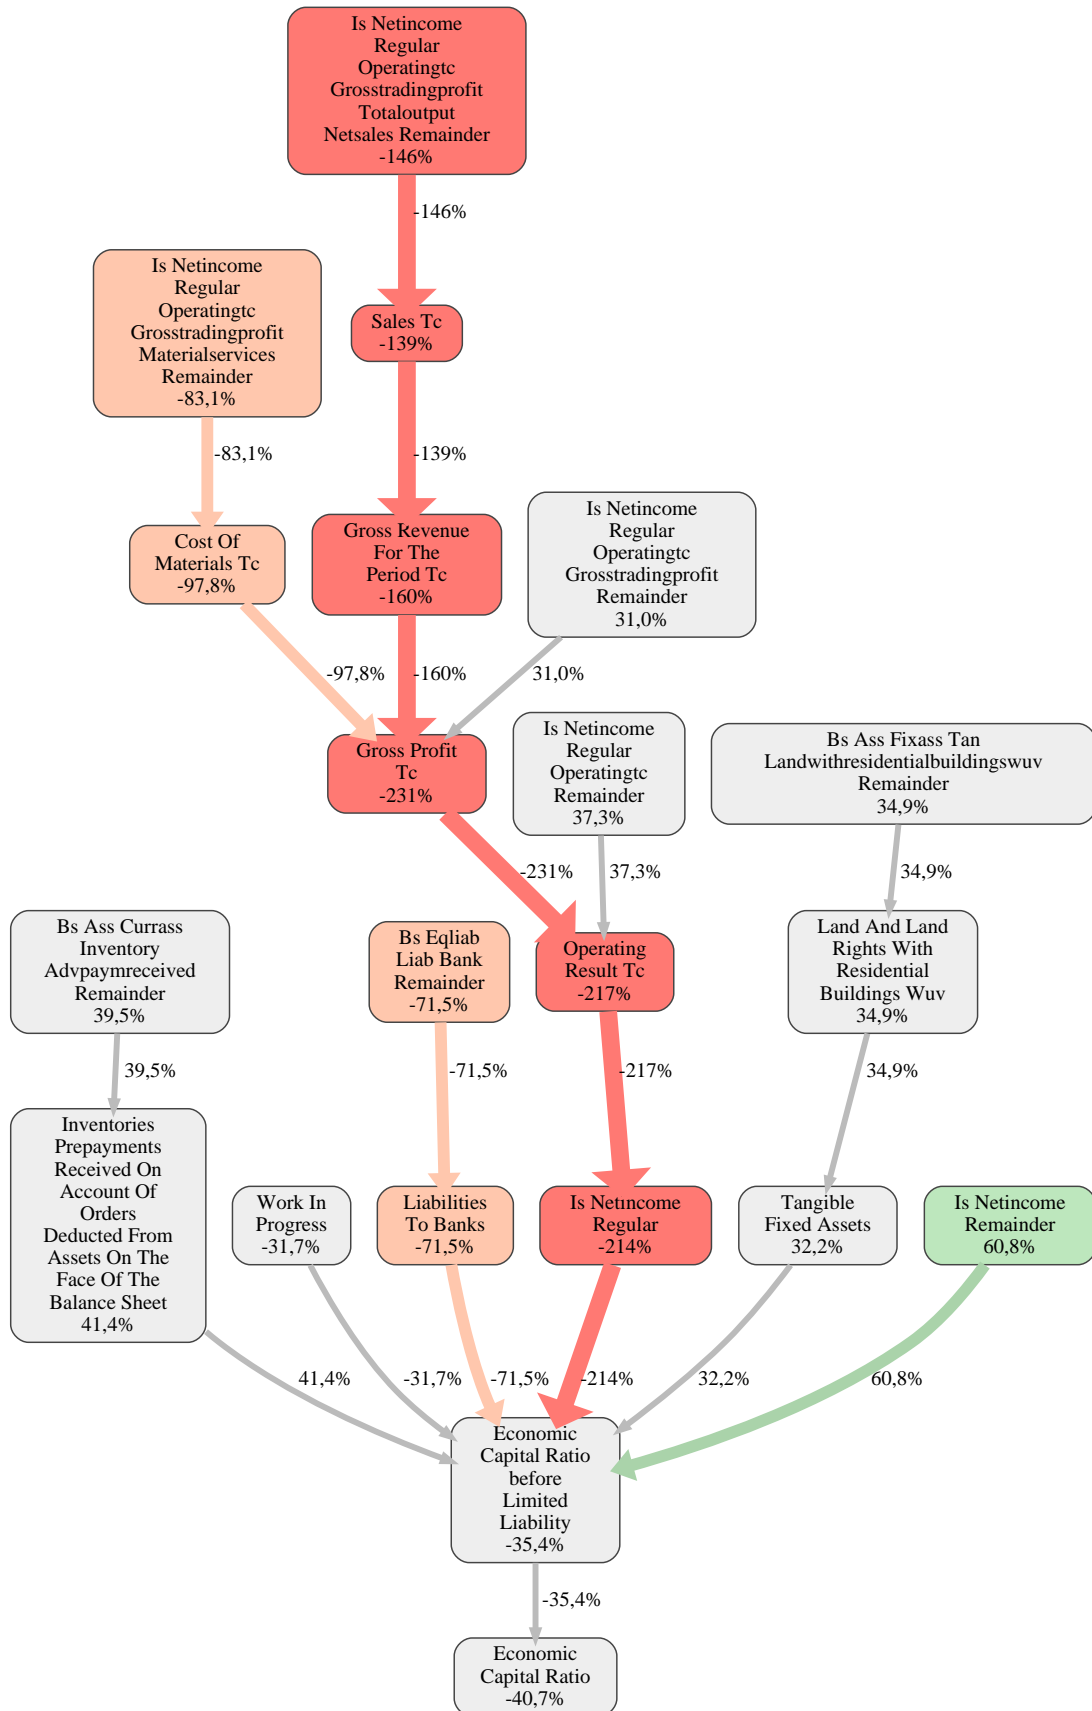 Is Netincome
Regular
Operatingtc
Grosstradingprofit
Totaloutput
Netsales Remainder
-146%
-146%
Is Netincome
Regular
Operatingtc
Grosstradingprofit
Materialservices
Remainder
-83,1%
Sales Tc
-139%
-83,1%
-139%
Cost Of
Materials Tc
-97,8%
Gross Revenue
For The
Period Tc
-160%
Is Netincome
Regular
Operatingtc
Grosstradingprofit
Remainder
31,0%
-97,8%
-160%
31,0%
Gross Profit
Tc
-231%
Is Netincome
Regular
Operatingtc
Remainder
37,3%
Bs Ass Fixass Tan
Landwithresidentialbuildingswuv
Remainder
34,9%
-231%
37,3%
34,9%
Bs Ass Currass
Inventory
Advpaymreceived
Remainder
39,5%
Bs Eqliab
Liab Bank
Remainder
-71,5%
Operating
Result Tc
-217%
Land And Land
Rights With
Residential
Buildings Wuv
34,9%
39,5%
-71,5%
-217%
34,9%
Inventories
Prepayments
Received On
Account Of
Orders
Deducted From
Assets On The
Face Of The
Balance Sheet
41,4%
Work In
Progress
-31,7%
Liabilities
To Banks
-71,5%
Is Netincome
Regular
-214%
Tangible
Fixed Assets
32,2%
Is Netincome
Remainder
60,8%
41,4%
-31,7%
-71,5%
-214%
32,2%
60,8%
Economic
Capital Ratio
before
Limited
Liability
-35,4%
-35,4%
Economic
Capital Ratio
-40,7%